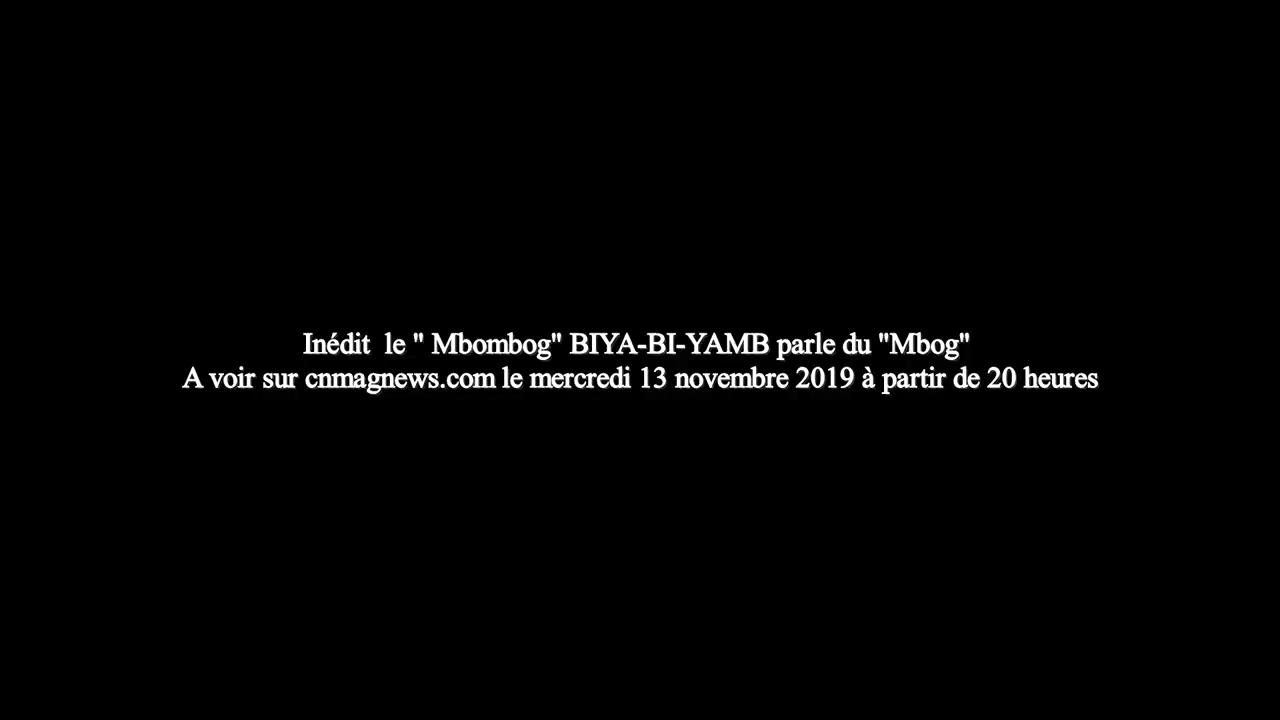 Inédit  le " Mbombog" BIYA-BI-YAMB parle du "Mbog"
A voir sur cnmagnews.com le mercredi 13 novembre 2019 à partir de 20 heures